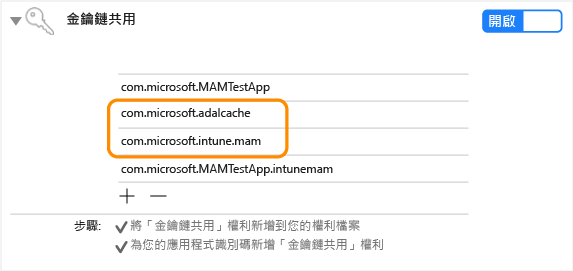 金鑰鏈共用
開啟
com.microsoft.MAMTestApp
com.microsoft.adalcache
com.microsoft.intune.mam
com.microsoft.MAMTestApp.intunemam
步驟: ✓將「金鑰鏈共用」權利新增到您的權利檔案
✓為您的應用程式識別碼新增「金鑰鏈共用」權利